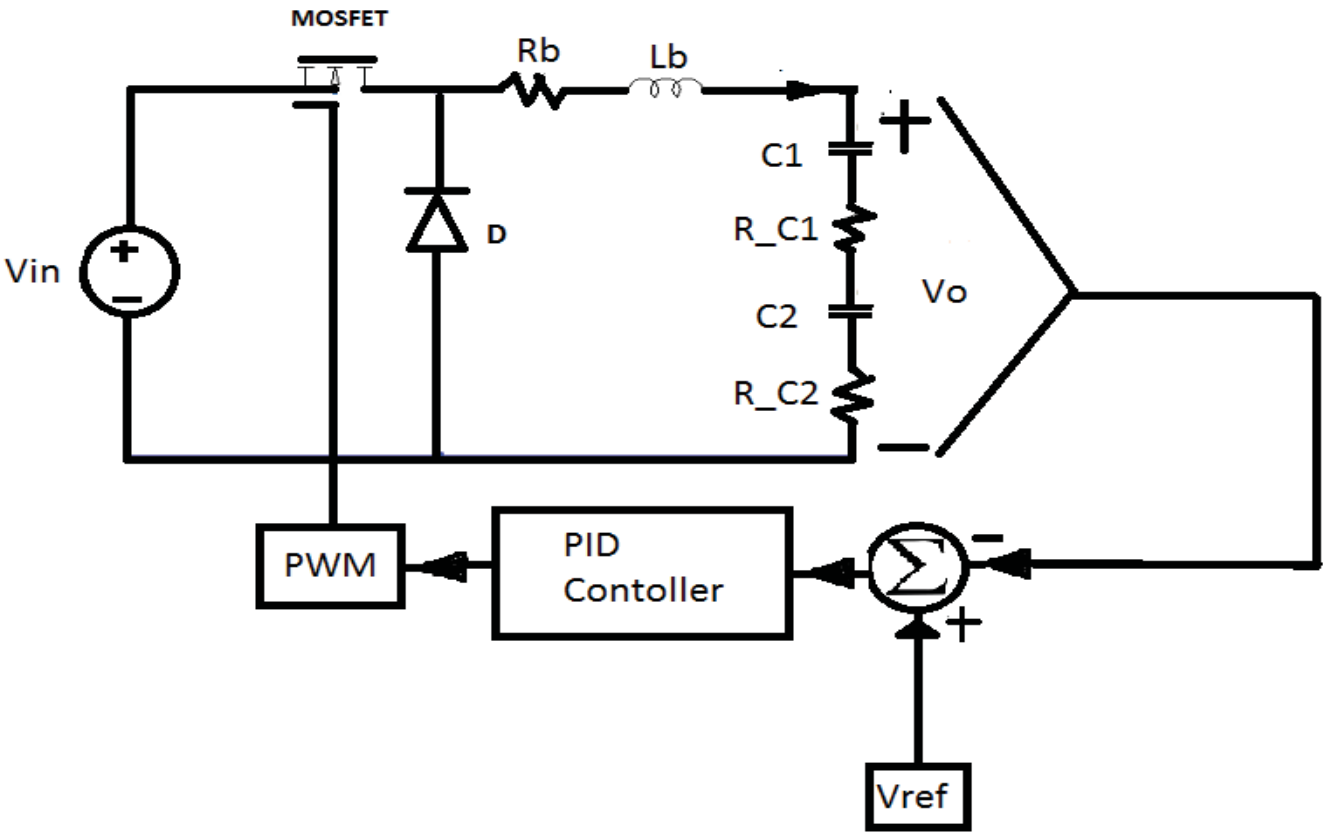 MOSFET
Rb
Lb
C1
R_C1
Vin
+
−
D
C2
R_C2
+
Vo
−
PWM
PID
Contoller
Σ
−
+
Vref